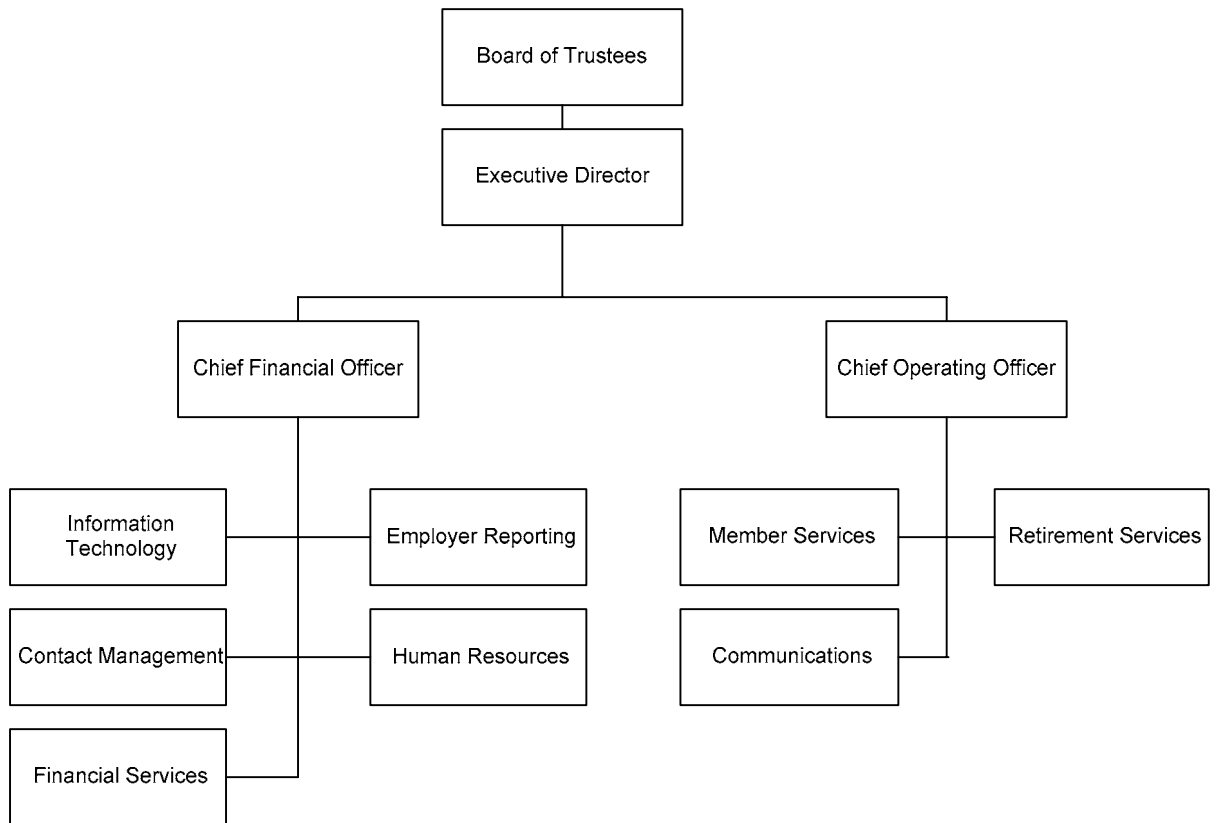 Board of Trustees
Executive Director
Chief Financial Officer
Chief Operating Officer
Information
Technology
Employer Reporting
Member Services
Retirement Services
Contact Management
Human Resources
Communications
Financial Services